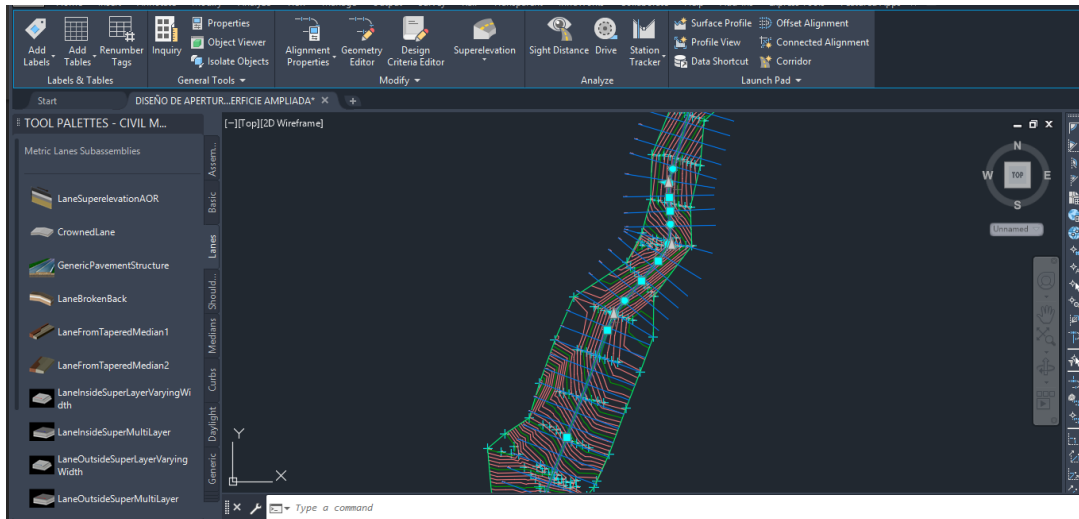 Add Labels
Add Tables
Renumber Tags
Labels & Tables
Inquiry
Properties
Object Viewer
Isolate Objects
General Tools
Alignment Properties
Geometry Editor
Design Criteria Editor
Superelevation
Modify
Sight Distance
Drive
Station Tracker
Analyze
Surface Profile
Profile View
Data Shortcut
Offset Alignment
Connected Alignment
Corridor
Launch Pad
Start
DISEÑO DE APERTUR...ERFICIE AMPLIADA*
TOOL PALETTES - CIVIL M...
Metric Lanes Subassemblies
LaneSuperelevationAOR
CrownedLane
GenericPavementStructure
LaneBrokenBack
LaneFromTaperedMedian1
LaneFromTaperedMedian2
LaneInsideSuperLayerVaryingWi
dth
LaneInsideSuperMultiLayer
LaneOutsideSuperLayerVarying
Width
LaneOutsideSuperMultiLayer
Assem...
Basic
Lanes
Should...
Medians
Curbs
Daylight
Generic
[−][Top][2D Wireframe]
N
W
TOP
E
S
Unnamed
Y
X
Type a command